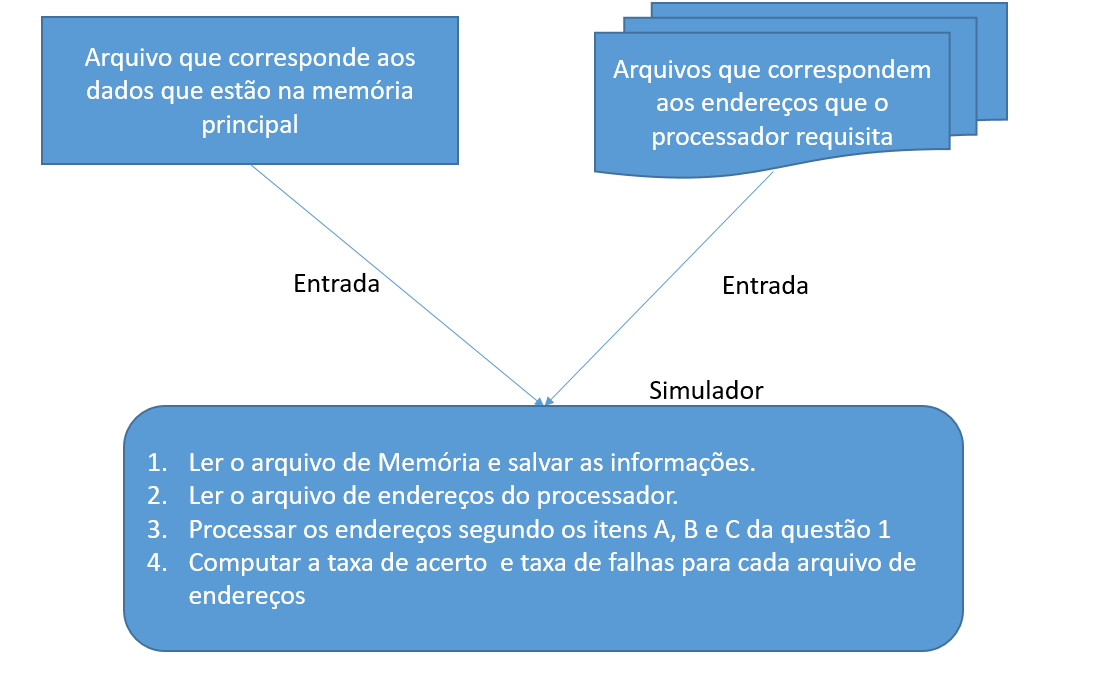 Arquivo que corresponde aos
dados que estão na memória
principal
Arquivos que correspondem
aos endereços que o
processador requisita
Entrada
Entrada
Simulador
1. Ler o arquivo de Memória e salvar as informações.
2. Ler o arquivo de endereços do processador.
3. Processar os endereços segundo os itens A, B e C da questão 1
4. Computar a taxa de acerto  e taxa de falhas para cada arquivo de
endereços